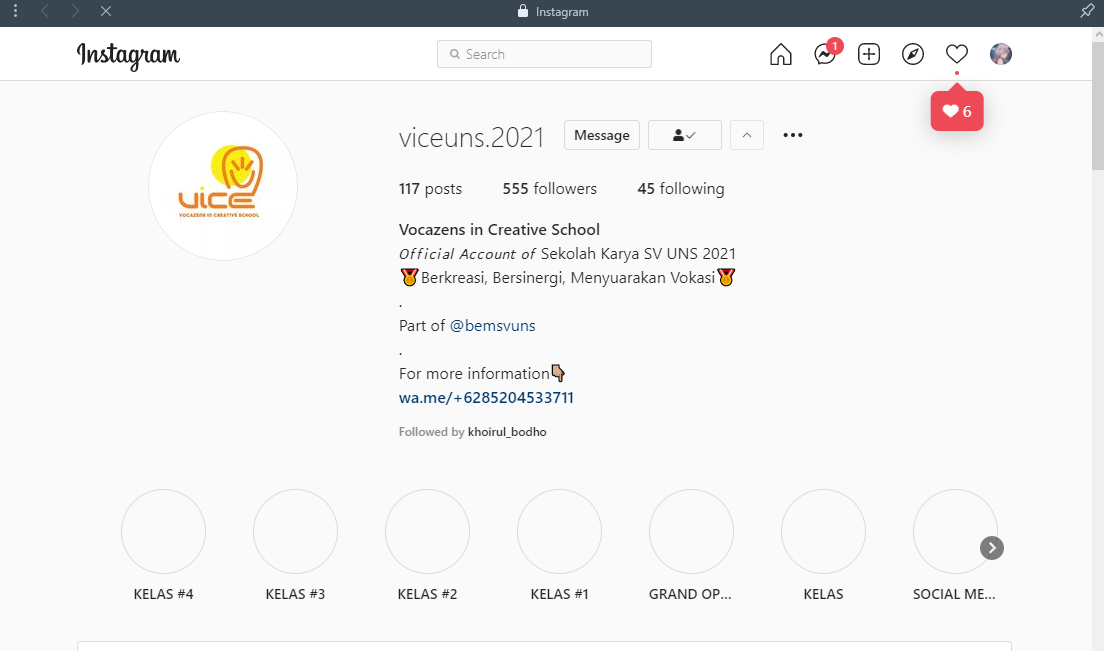 Instagram
Instagram
Search
1
6
viceuns.2021
Message
117 posts
555 followers
45 following
VICE
VOCAZENS IN CREATIVE SCHOOL
Vocazens in Creative School
Official Account of Sekolah Karya SV UNS 2021
🏅Berkreasi, Bersinergi, Menyuarakan Vokasi🏅
.
Part of @bemsvuns
.
For more information👇🏽
wa.me/+6285204533711
Followed by khoirul_bodho
KELAS #4
KELAS #3
KELAS #2
KELAS #1
GRAND OP...
KELAS
SOCIAL ME...